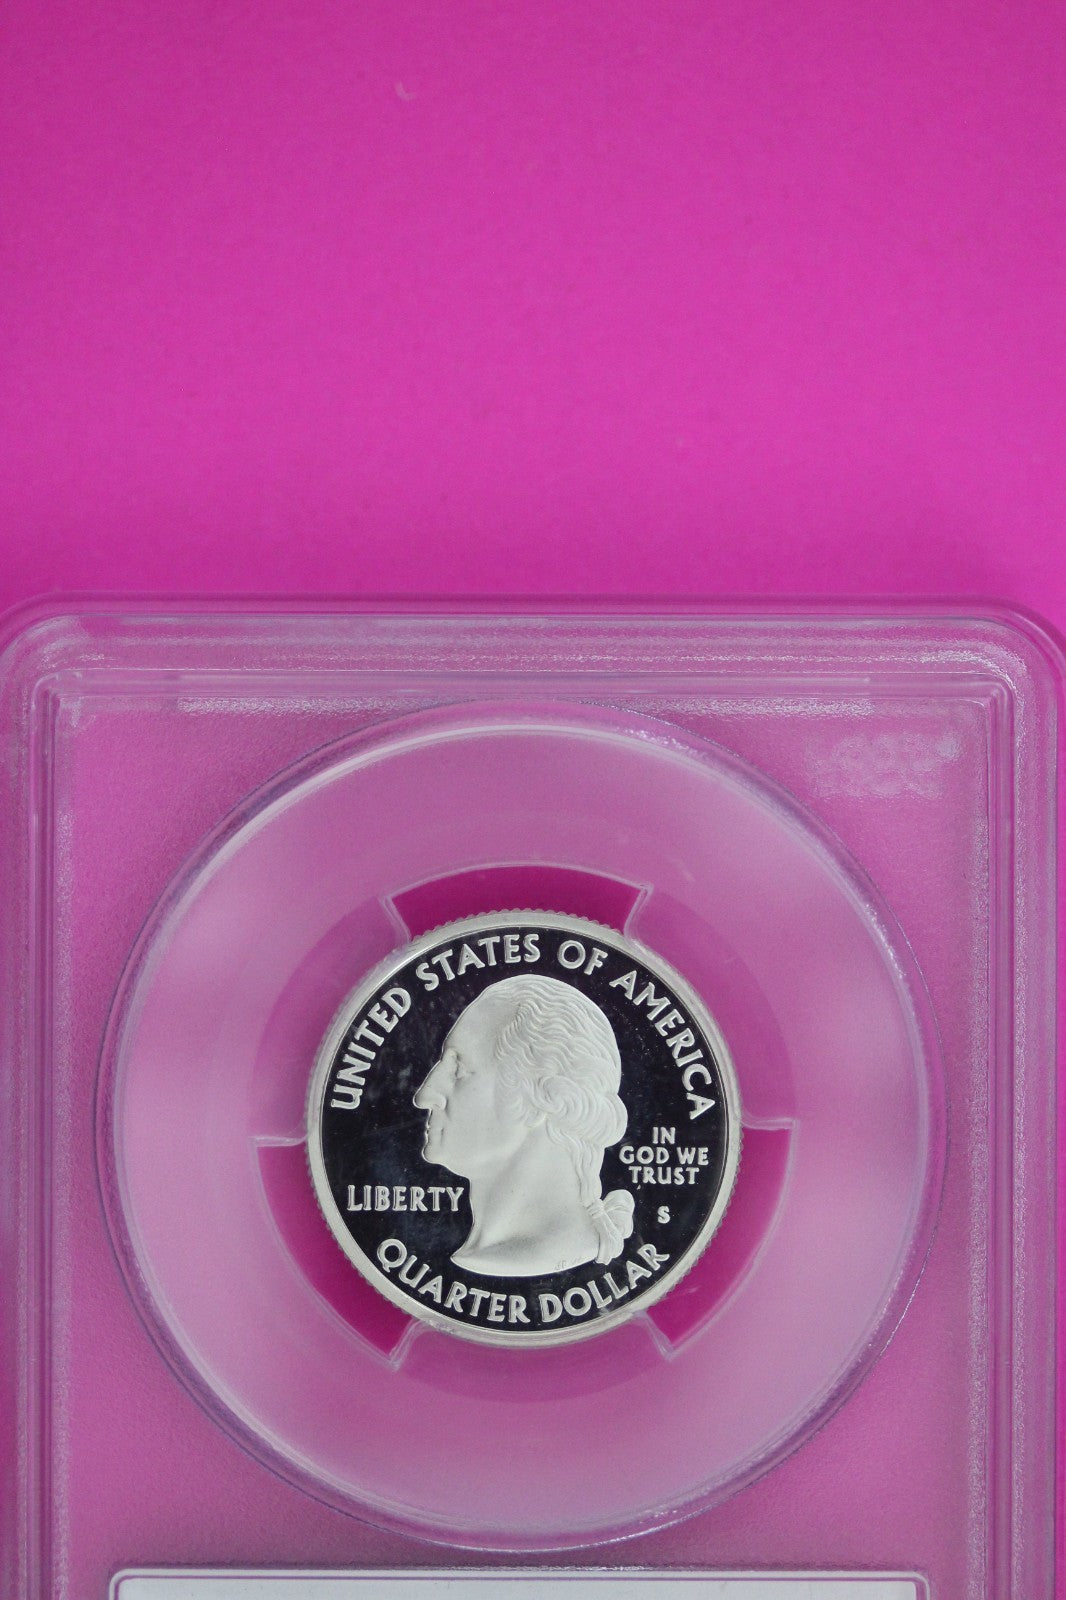 UNITED STATES OF AMERICA
IN
GOD WE
TRUST
LIBERTY
S
QUARTER DOLLAR